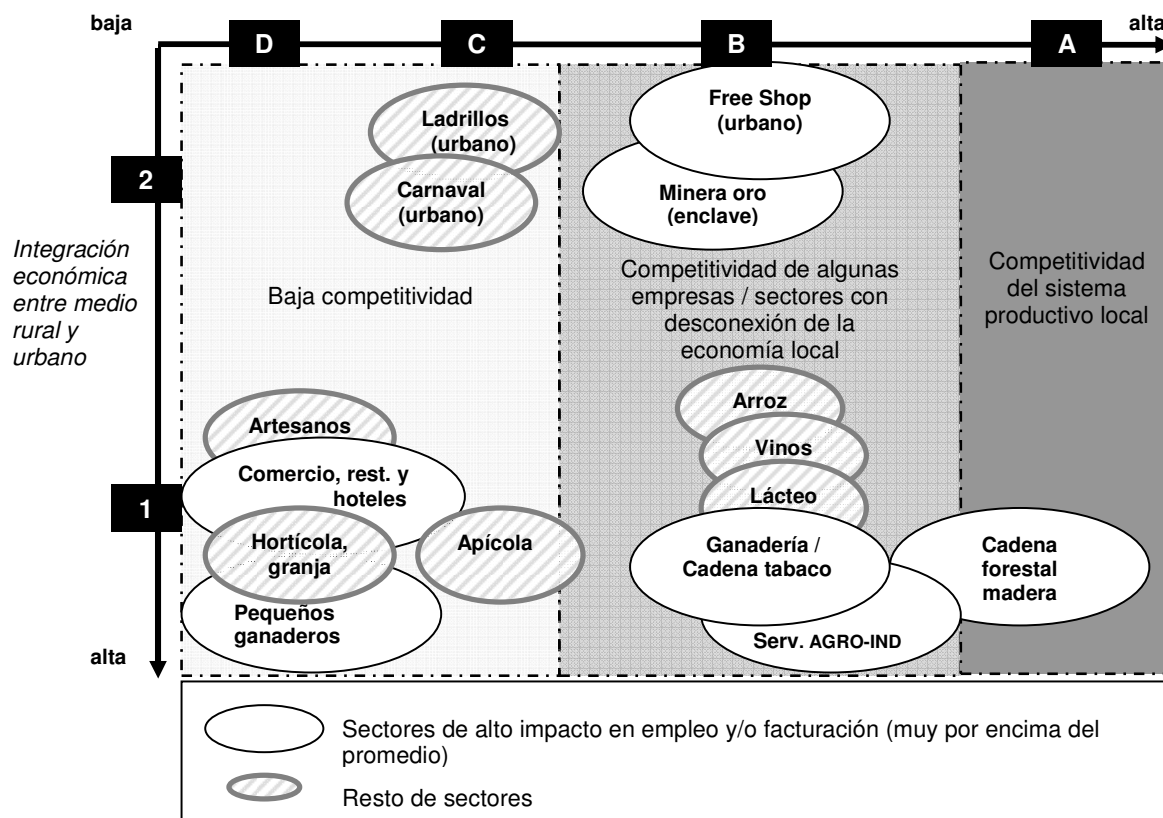 baja
alta
D
C
B
A
Ladrillos
(urbano)
Free Shop
(urbano)
2
Carnaval
(urbano)
Minera oro
(enclave)
Integración
económica
entre medio
rural y
urbano
Baja competitividad
Competitividad de algunas
empresas / sectores con
desconexión de la
economía local
Competitividad
del sistema
productivo local
Artesanos
Arroz
Comercio, rest. y
hoteles
Vinos
Lácteo
1
Hortícola,
granja
Apícola
Ganadería /
Cadena tabaco
Cadena
forestal
madera
Pequeños
ganaderos
Serv. AGRO-IND
alta
Sectores de alto impacto en empleo y/o facturación (muy por encima del
promedio)
Resto de sectores